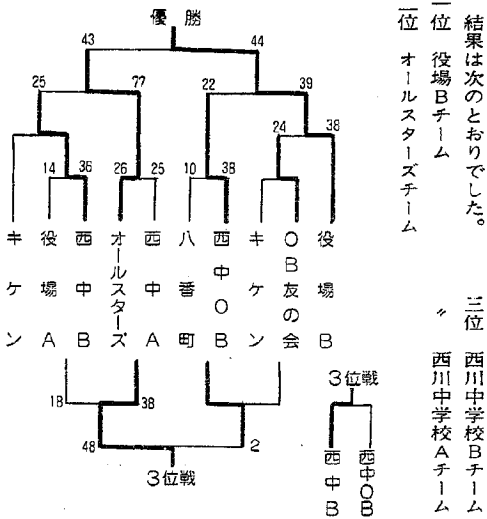 結果は次のとおりでした。
一位 役場Bチーム
二位 オールスターズチーム
三位 西川中学校Bチーム
〃 西川中学校Aチーム
優勝
43 44
25 77 22 39
24 38
14 36 26 25 10 38
キケン
役場A
西中B
オールスターズ
西中A
八番町
西中OB
キケン
OB友の会
役場B
18 38
48 2
3位戦
3位戦
西中B
西中OB